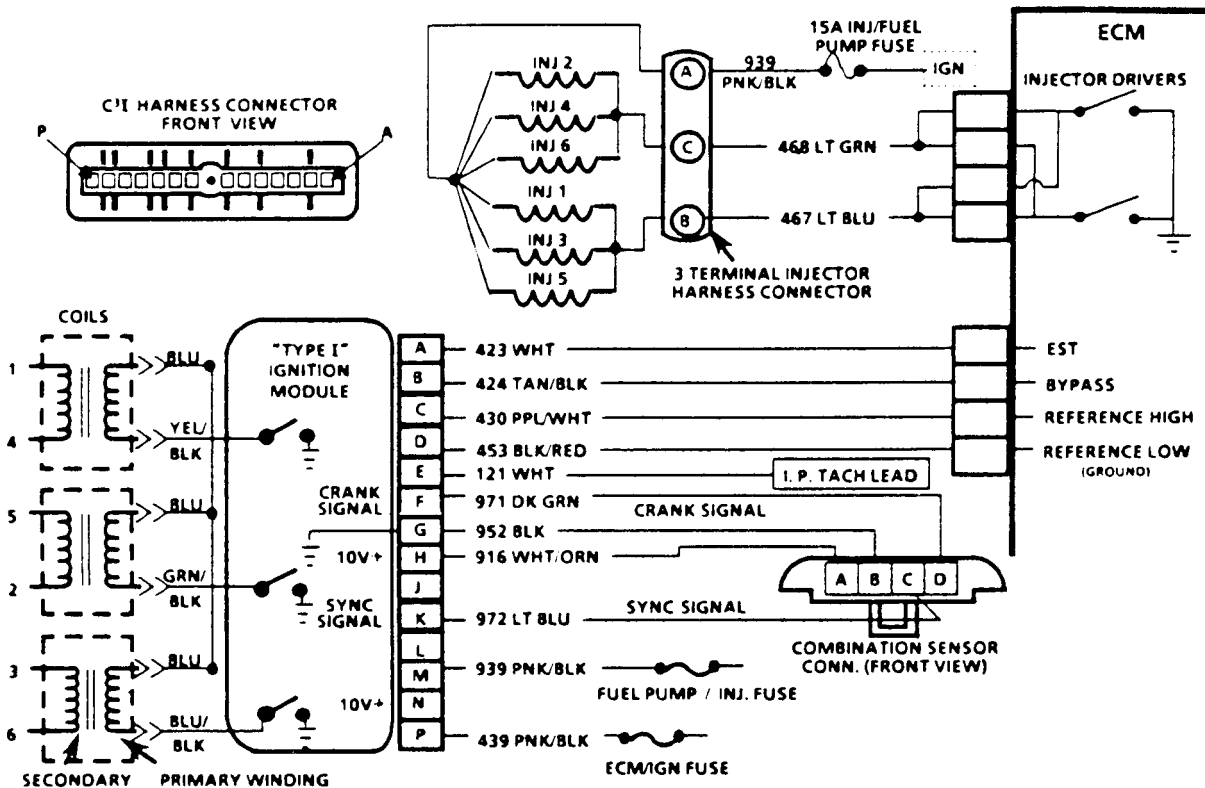 C³I HARNESS CONNECTOR
FRONT VIEW
P
A
INJ 2
INJ 4
INJ 6
INJ 1
INJ 3
INJ 5
A
C
B
939
PNK/BLK
15A INJ/FUEL
PUMP FUSE
IGN
468 LT GRN
467 LT BLU
3 TERMINAL INJECTOR
HARNESS CONNECTOR
ECM
INJECTOR DRIVERS
COILS
1
4
5
2
3
6
BLU
YEL/
BLK
BLU
GRN/
BLK
BLU
BLU/
BLK
SECONDARY
PRIMARY WINDING
"TYPE I"
IGNITION
MODULE
CRANK
SIGNAL
10V+
SYNC
SIGNAL
10V+
A
423 WHT
EST
B
424 TAN/BLK
BYPASS
C
430 PPL/WHT
REFERENCE HIGH
D
453 BLK/RED
REFERENCE LOW
(GROUND)
E
121 WHT
I. P. TACH LEAD
F
971 DK GRN
CRANK SIGNAL
G
952 BLK
H
916 WHT/ORN
J
K
972 LT BLU
SYNC SIGNAL
L
M
939 PNK/BLK
FUEL PUMP / INJ. FUSE
N
P
439 PNK/BLK
ECM/IGN FUSE
A B C D
COMBINATION SENSOR
CONN. (FRONT VIEW)